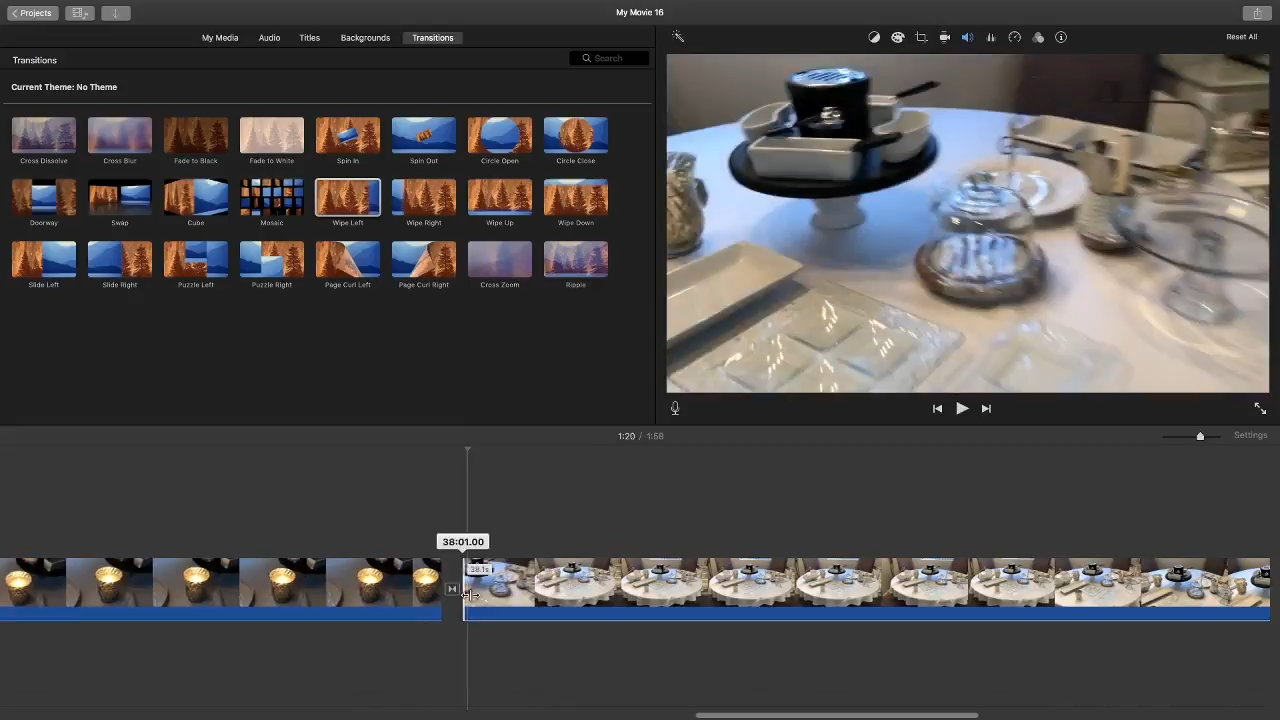 Projects
My Movie 16
My Media Audio Titles Backgrounds Transitions
Reset All
Transitions
Search
Current Theme: No Theme
Cross Dissolve Cross Blur Fade to Black Fade to White Spin In Spin Out Circle Open Circle Close
Doorway Swap Cube Mosaic Wipe Left Wipe Right Wipe Up Wipe Down
Slide Left Slide Right Puzzle Left Puzzle Right Page Curl Left Page Curl Right Cross Zoom Ripple
1:20 / 1:58
Settings
38:01.00
38.1s